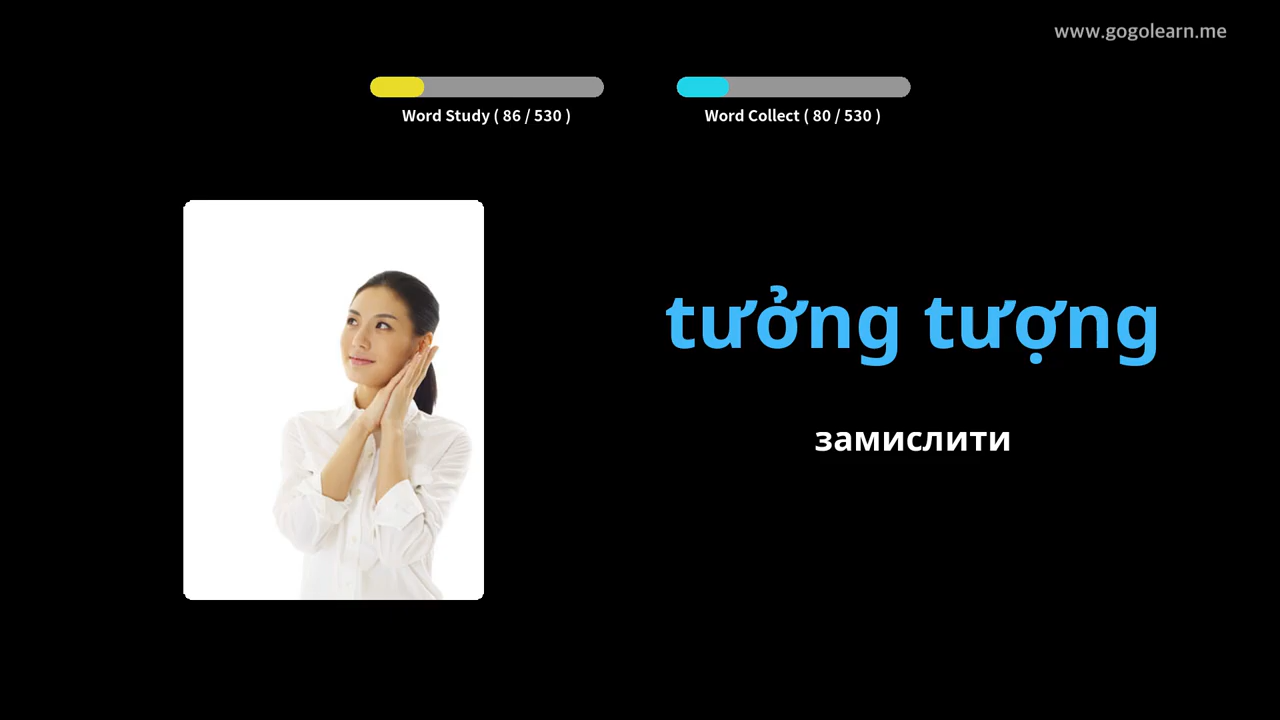 www.gogolearn.me
Word Study ( 86 / 530 )
Word Collect ( 80 / 530 )
tưởng tượng
замислити